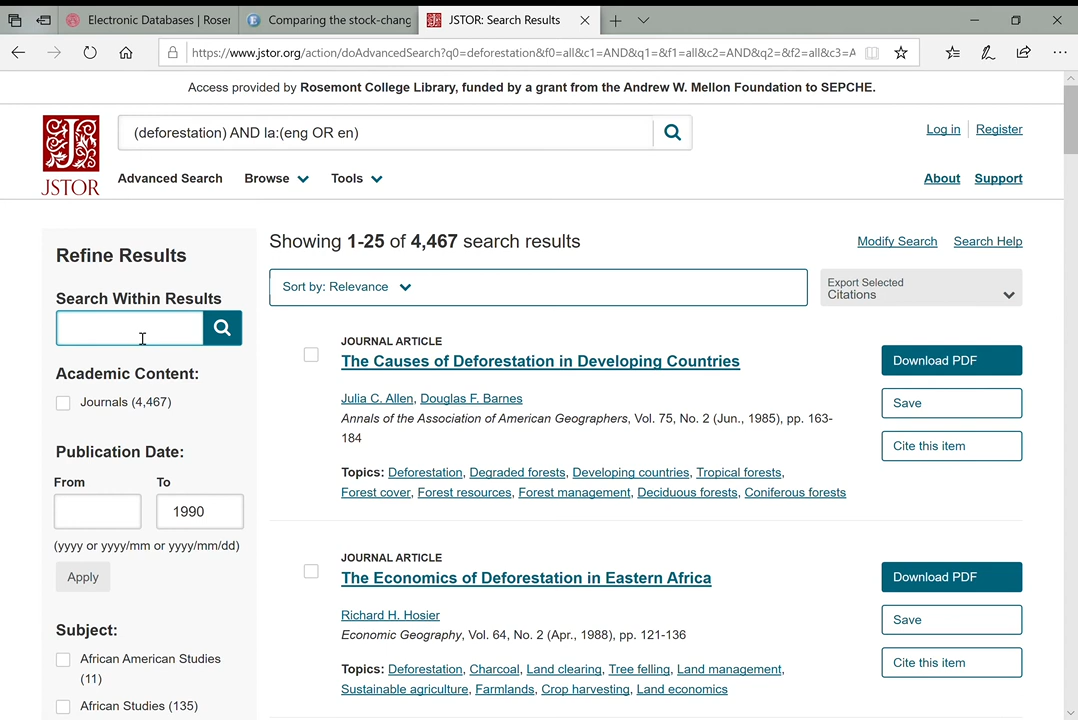 Electronic Databases | Roser
Comparing the stock-chang
JSTOR: Search Results
https://www.jstor.org/action/doAdvancedSearch?q0=deforestation&f0=all&c1=AND&q1=&f1=all&c2=AND&q2=&f2=all&c3=A
Access provided by Rosemont College Library, funded by a grant from the Andrew W. Mellon Foundation to SEPCHE.
JSTOR
(deforestation) AND la:(eng OR en)
Log in
Register
Advanced Search
Browse
Tools
About
Support
Refine Results
Search Within Results
Academic Content:
Journals (4,467)
Publication Date:
From
To
1990
(yyyy or yyyy/mm or yyyy/mm/dd)
Apply
Subject:
African American Studies
(11)
African Studies (135)
Showing 1-25 of 4,467 search results
Modify Search
Search Help
Sort by: Relevance
Export Selected
Citations
JOURNAL ARTICLE
The Causes of Deforestation in Developing Countries
Julia C. Allen, Douglas F. Barnes
Annals of the Association of American Geographers, Vol. 75, No. 2 (Jun., 1985), pp. 163-
184
Topics: Deforestation, Degraded forests, Developing countries, Tropical forests,
Forest cover, Forest resources, Forest management, Deciduous forests, Coniferous forests
Download PDF
Save
Cite this item
JOURNAL ARTICLE
The Economics of Deforestation in Eastern Africa
Richard H. Hosier
Economic Geography, Vol. 64, No. 2 (Apr., 1988), pp. 121-136
Topics: Deforestation, Charcoal, Land clearing, Tree felling, Land management,
Sustainable agriculture, Farmlands, Crop harvesting, Land economics
Download PDF
Save
Cite this item